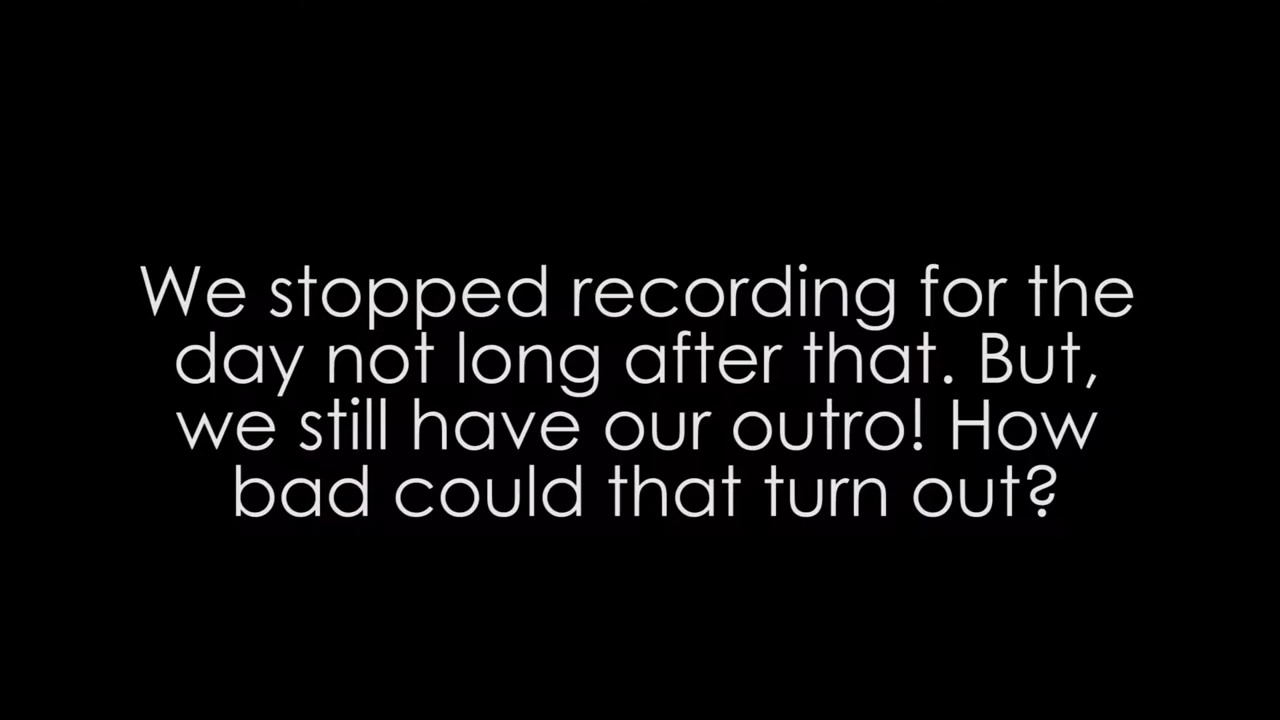 We stopped recording for the
day not long after that. But,
we still have our outro! How
bad could that turn out?